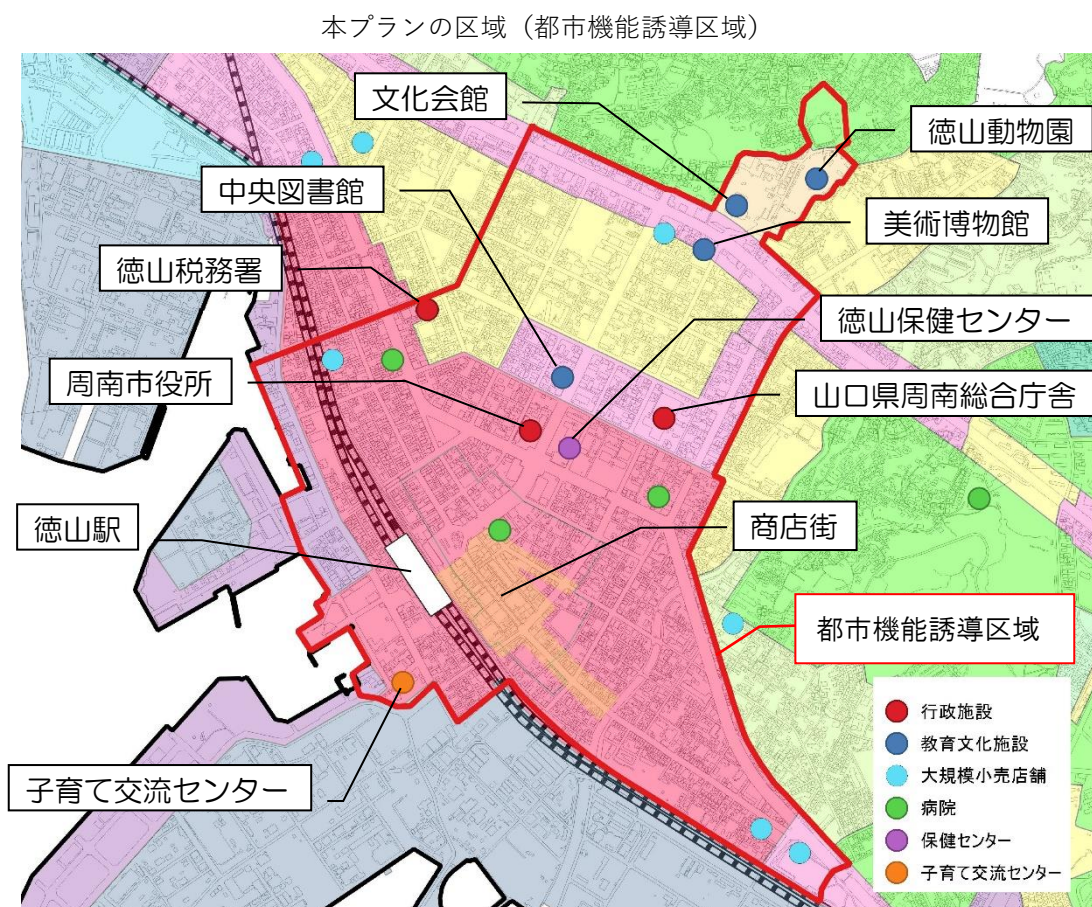 本プランの区域（都市機能誘導区域）
文化会館
徳山動物園
中央図書館
美術博物館
徳山税務署
徳山保健センター
周南市役所
山口県周南総合庁舎
徳山駅
商店街
都市機能誘導区域
子育て交流センター
行政施設
教育文化施設
大規模小売店舗
病院
保健センター
子育て交流センター